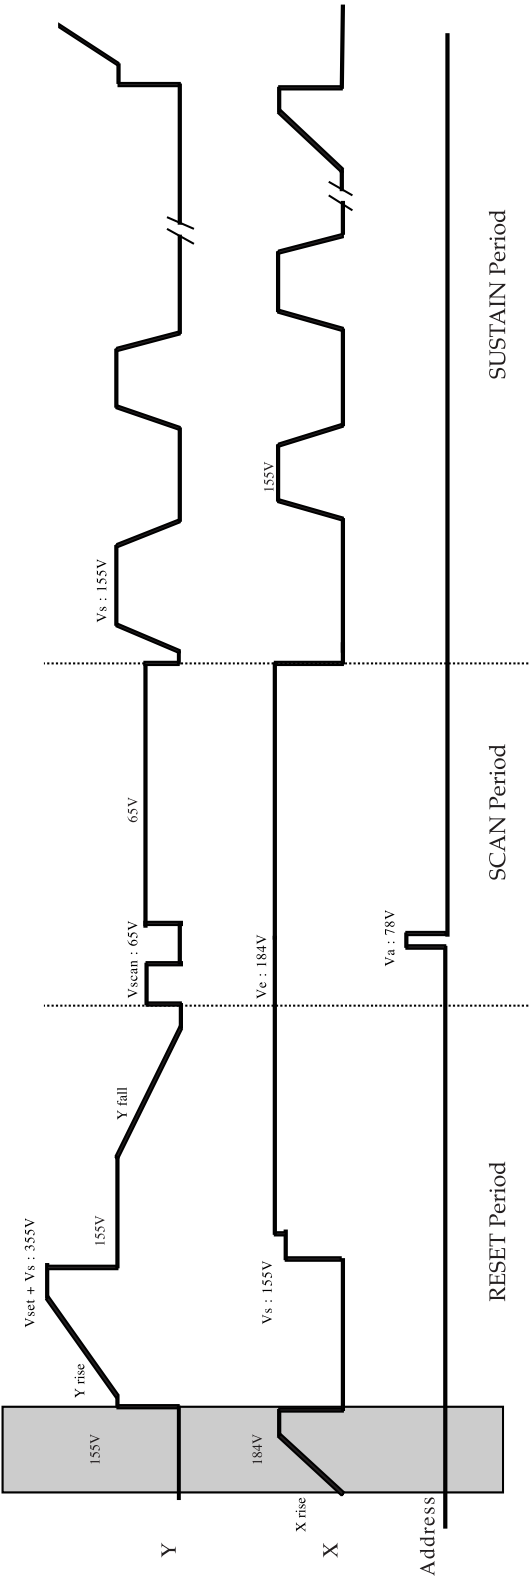 Y
155V
Y rise
Vset + Vs : 355V
155V
Y fall
Vscan : 65V
65V
Vs : 155V
X
X rise
184V
Vs : 155V
Ve : 184V
155V
Address
Va : 78V
RESET Period
SCAN Period
SUSTAIN Period